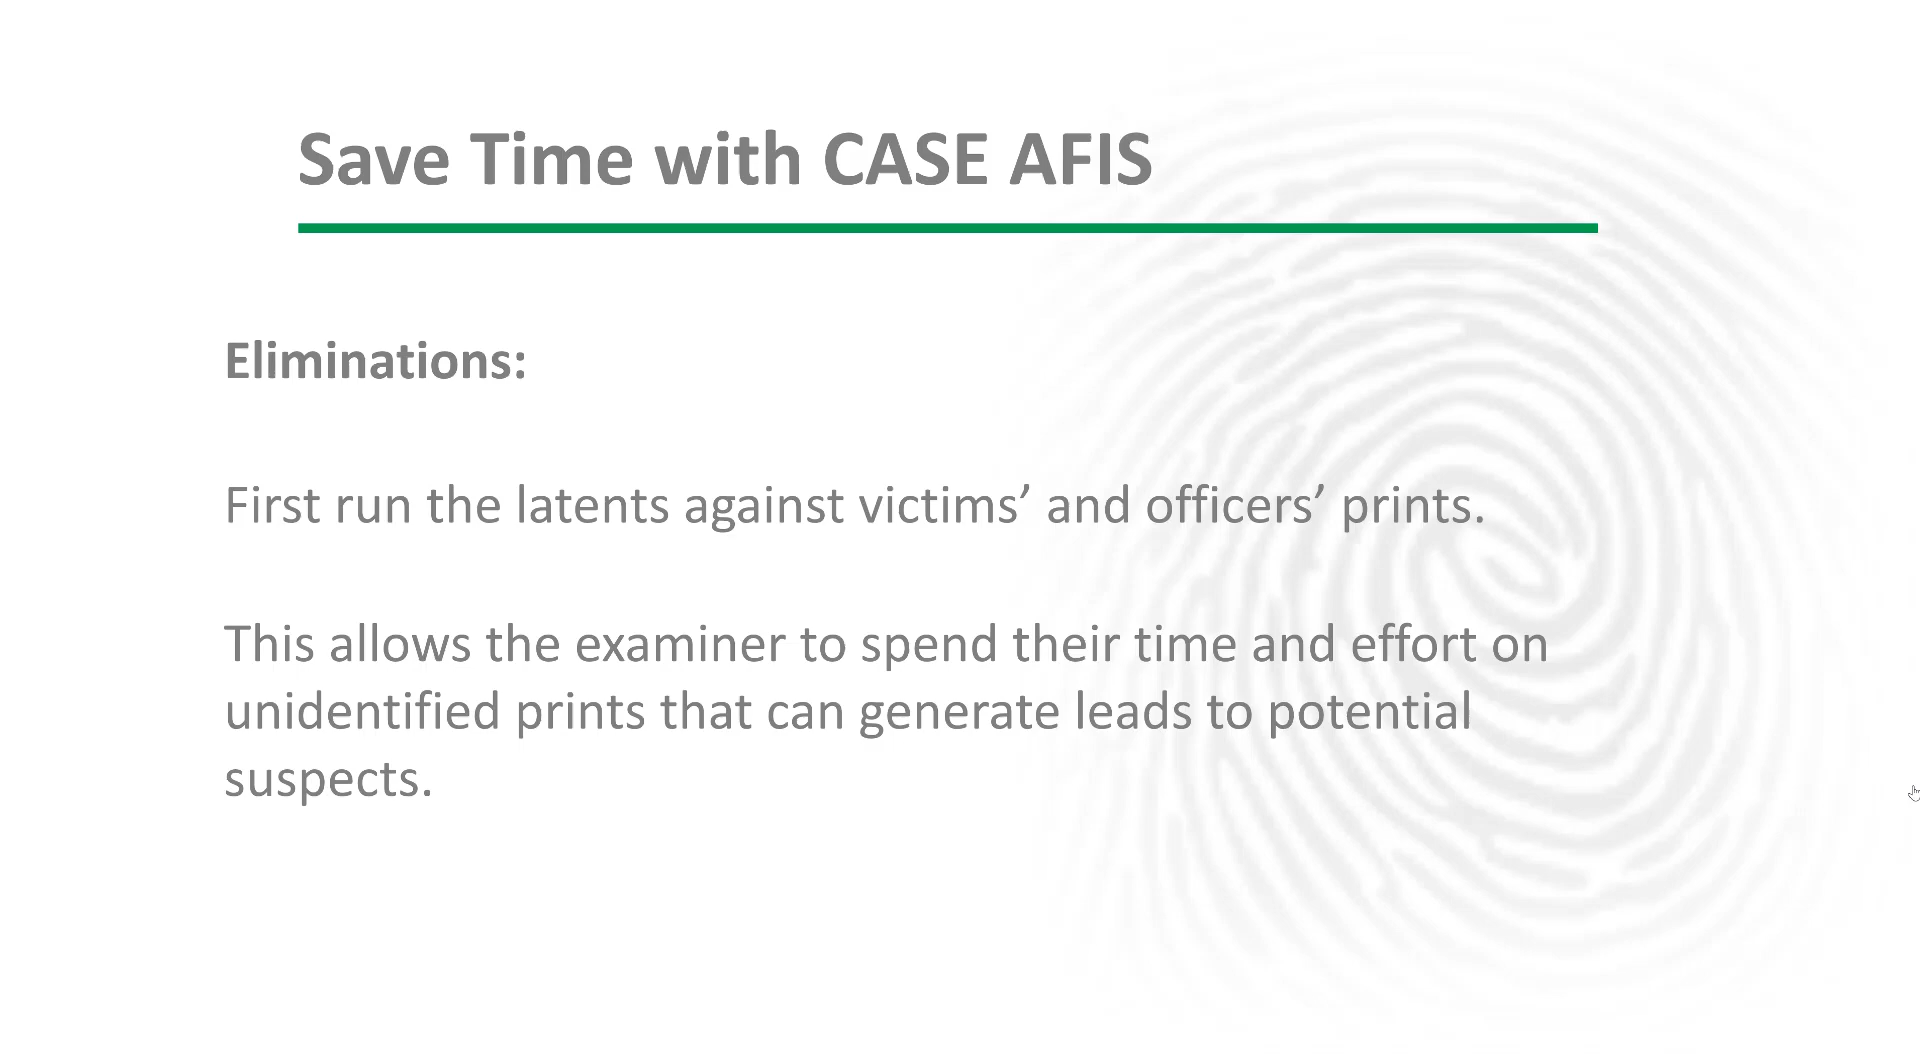 Save Time with CASE AFIS
Eliminations:
First run the latents against victims’ and officers’ prints.
This allows the examiner to spend their time and effort on
unidentified prints that can generate leads to potential
suspects.